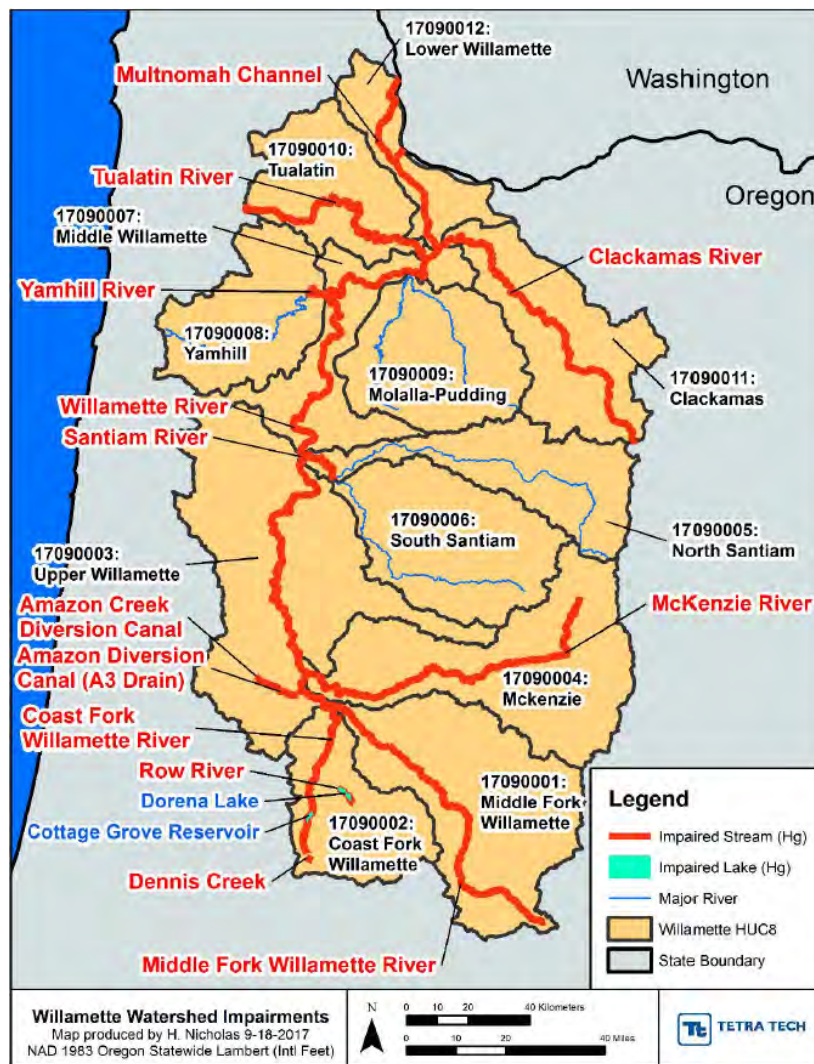 17090012:
Lower Willamette
Multnomah Channel
Washington
17090010:
Tualatin
Tualatin River
Oregon
17090007:
Middle Willamette
Clackamas River
Yamhill River
17090008:
Yamhill
17090009:
Molalla-Pudding
17090011:
Clackamas
Willamette River
Santiam River
17090006:
South Santiam
17090005:
North Santiam
17090003:
Upper Willamette
Amazon Creek
Diversion Canal
McKenzie River
Amazon Diversion
Canal (A3 Drain)
17090004:
Mckenzie
Coast Fork
Willamette River
Row River
17090001:
Middle Fork
Willamette
Dorena Lake
Cottage Grove Reservoir
17090002:
Coast Fork
Willamette
Dennis Creek
Middle Fork Willamette River
Legend
Impaired Stream (Hg)
Impaired Lake (Hg)
Major River
Willamette HUC8
State Boundary
Willamette Watershed Impairments
Map produced by H. Nicholas 9-18-2017
NAD 1983 Oregon Statewide Lambert (Intl Feet)
N
0 10 20 40 Kilometers
0 10 20 40 Miles
Tt TETRA TECH